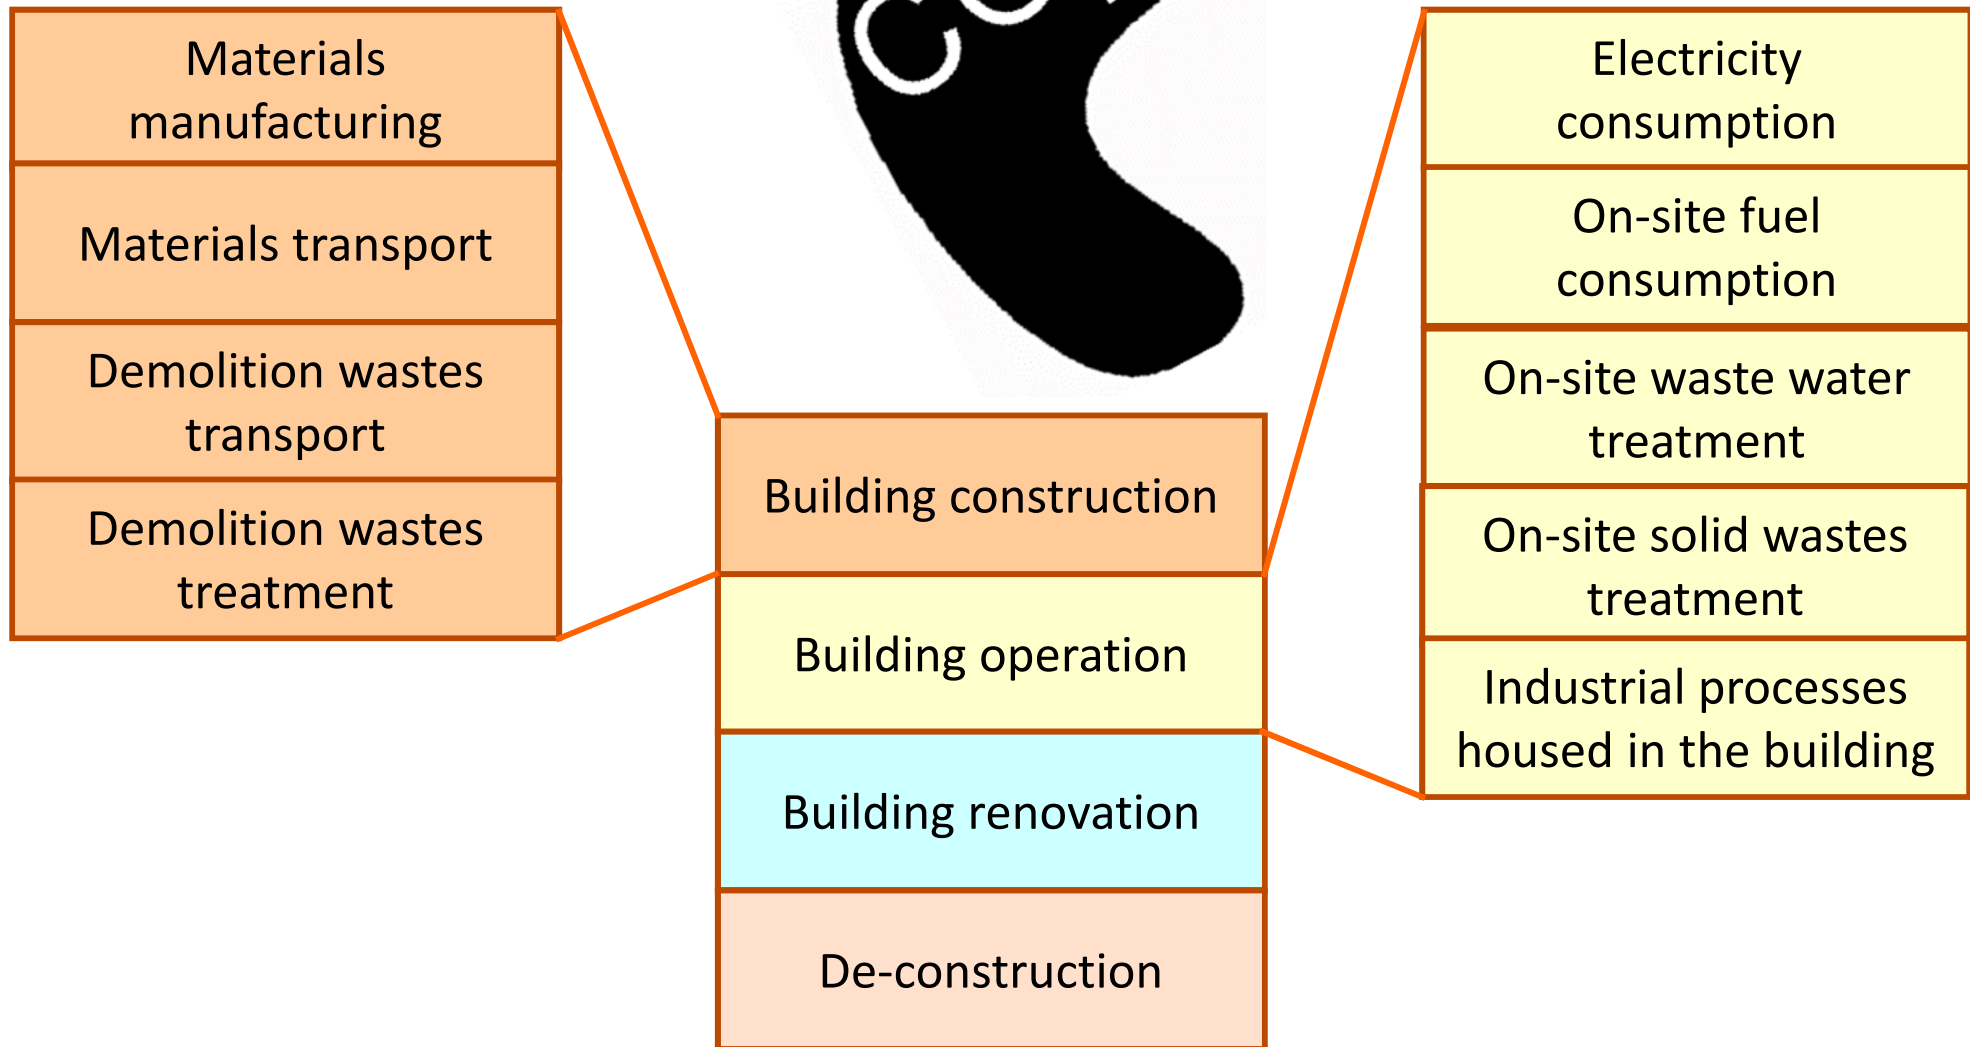 Materials
manufacturing
Materials transport
Demolition wastes
transport
Demolition wastes
treatment
Building construction
Building operation
Building renovation
De-construction
Electricity
consumption
On-site fuel
consumption
On-site waste water
treatment
On-site solid wastes
treatment
Industrial processes
housed in the building